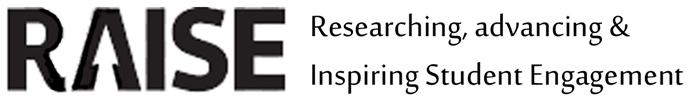 RAISE
Researching, advancing &
Inspiring Student Engagement